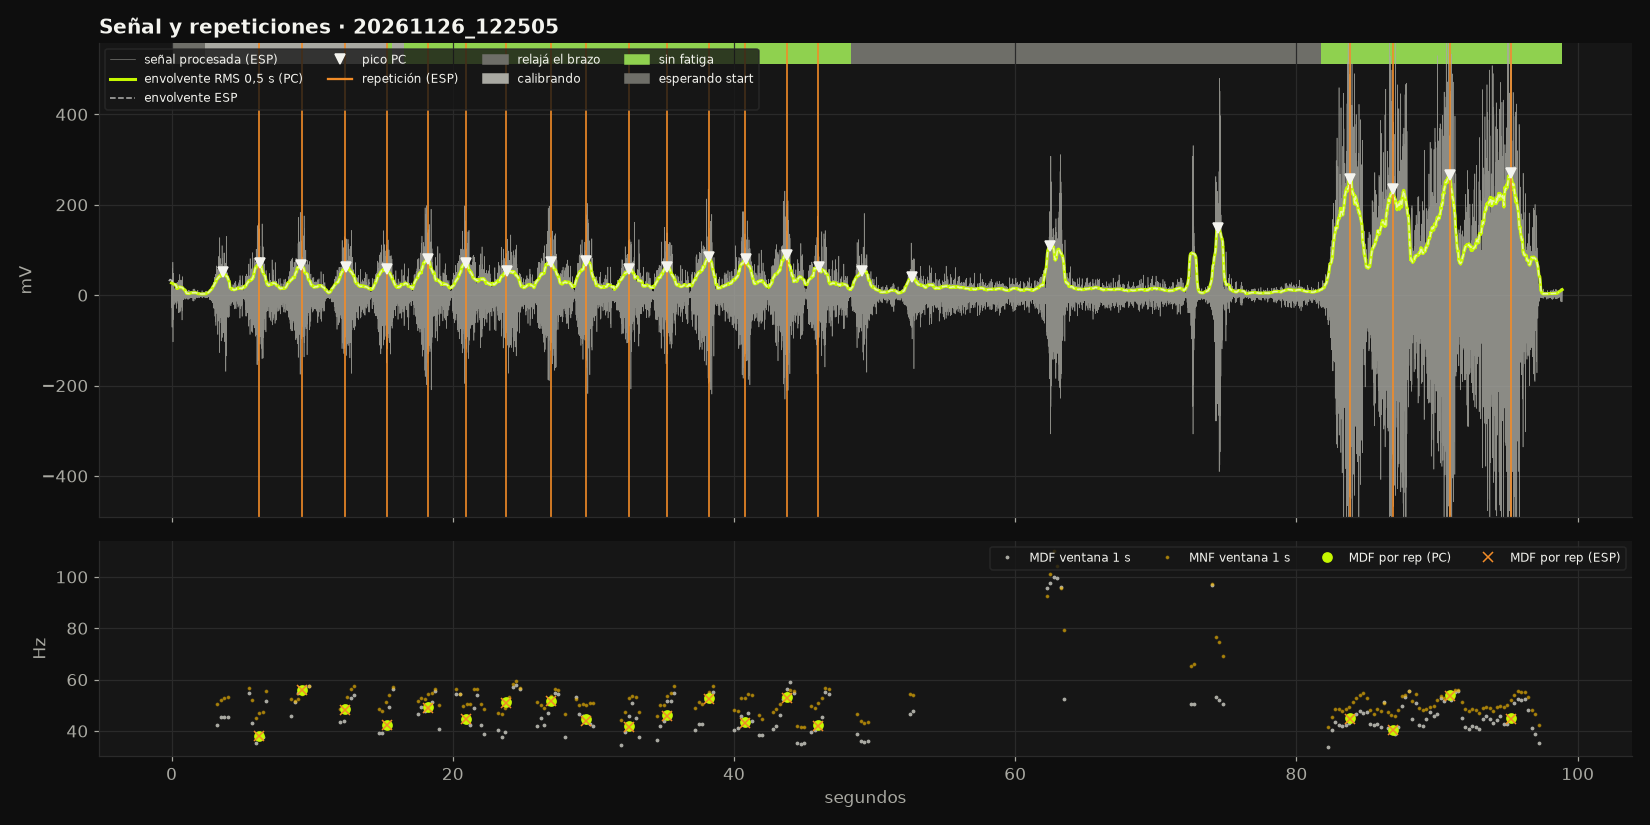 Señal y repeticiones · 20261126_122505
señal procesada (ESP)
envolvente RMS 0,5 s (PC)
envolvente ESP
pico PC
repetición (ESP)
relajá el brazo
calibrando
sin fatiga
esperando start
400
200
0
−200
−400
mV
MDF ventana 1 s
MNF ventana 1 s
MDF por rep (PC)
MDF por rep (ESP)
100
80
60
40
Hz
0 20 40 60 80 100
segundos